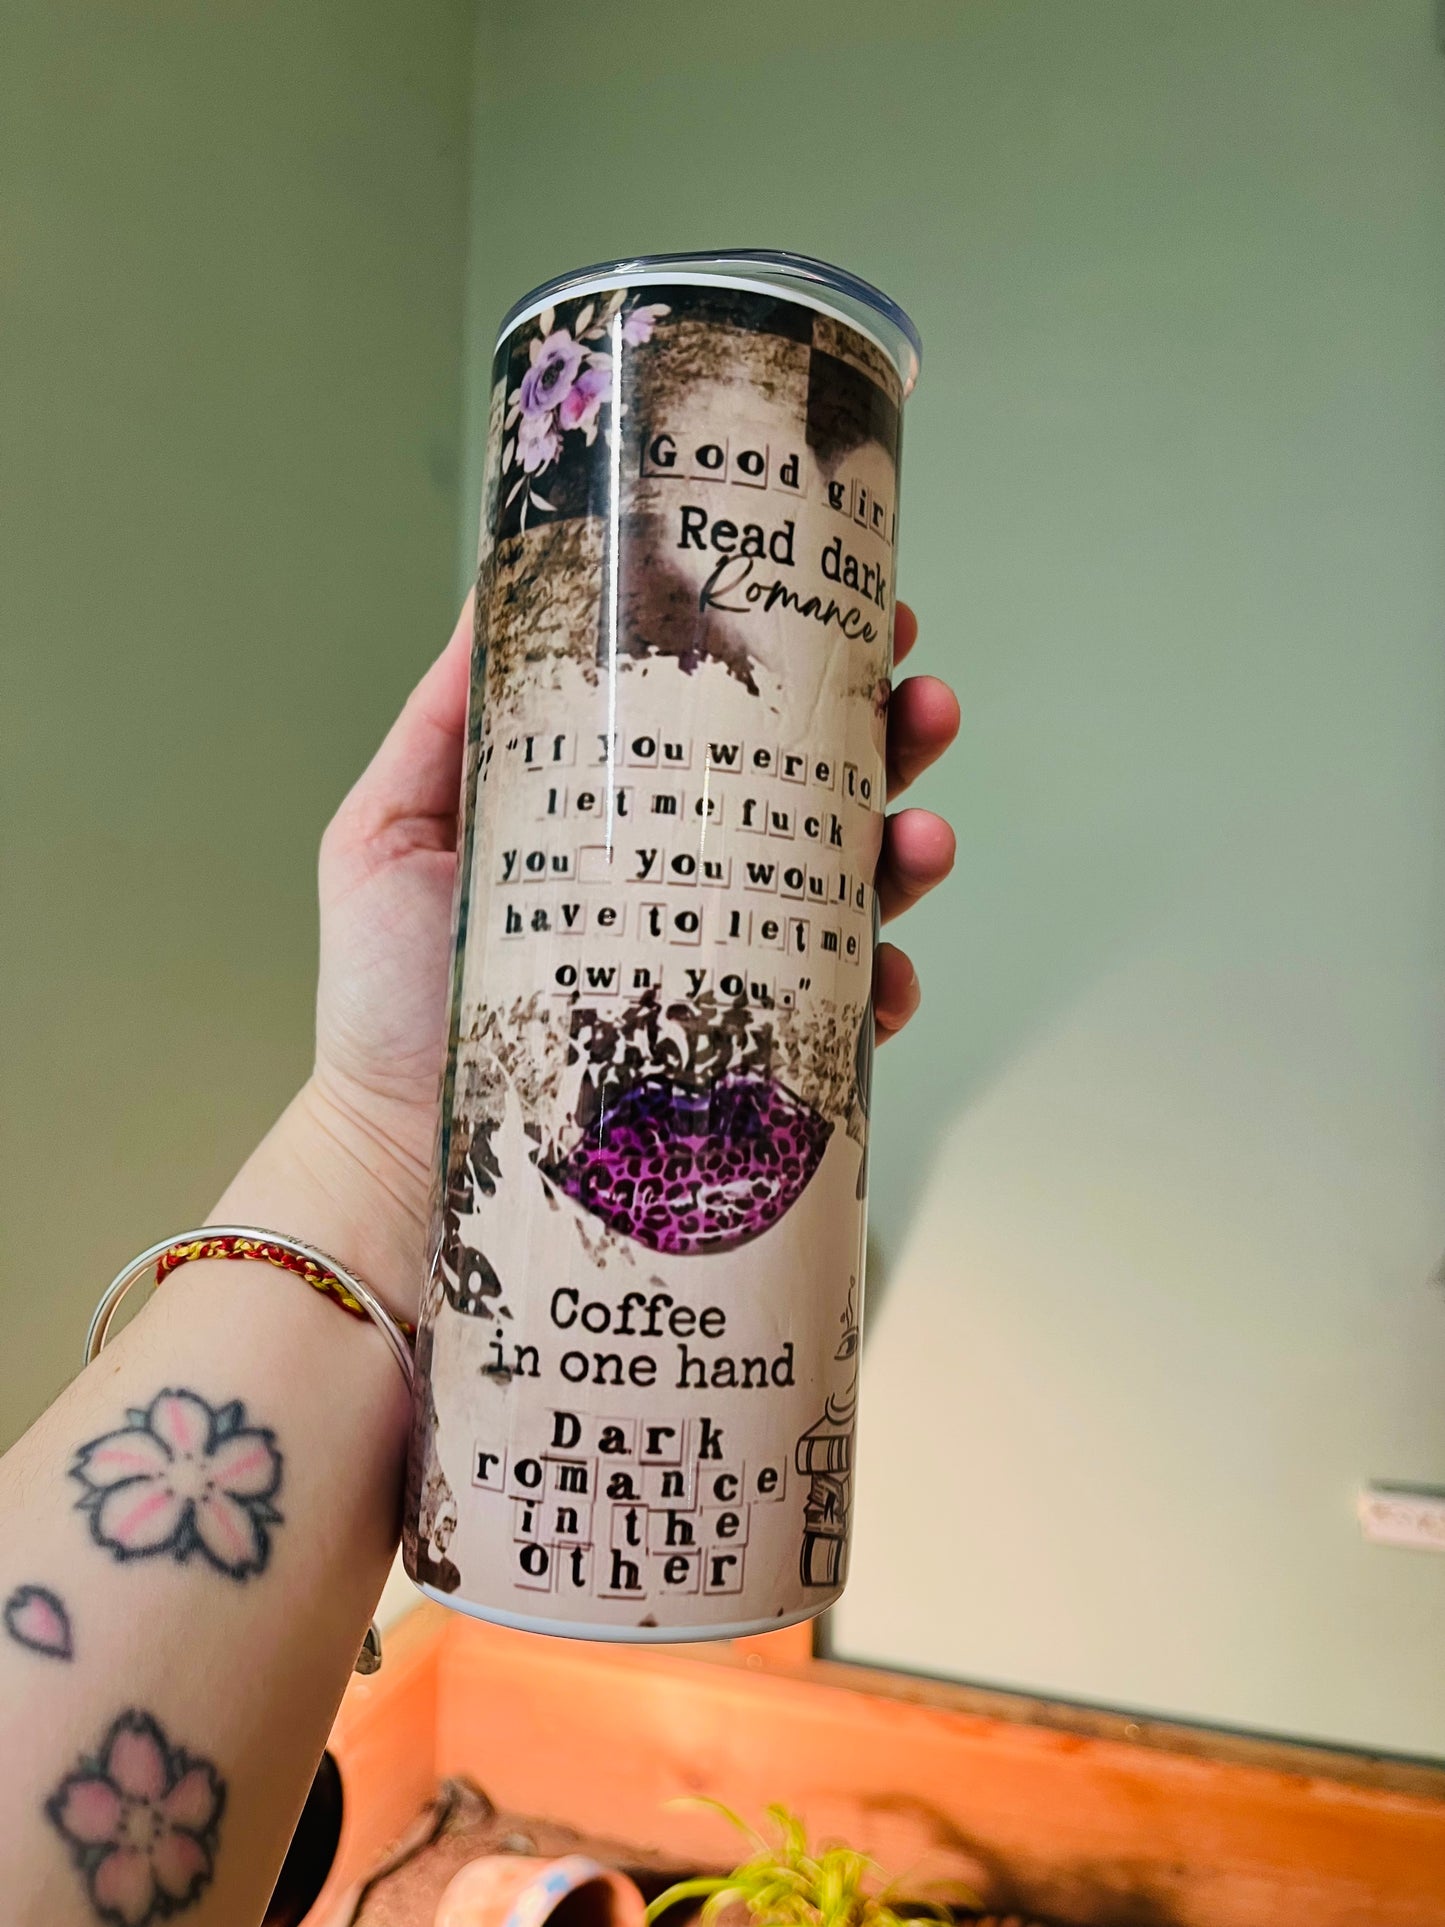 Good girl
Read dark
Romance
"If you were to
let me fuck
you you would
have to let me
own you."
Coffee
in one hand
Dark
romance
in the
other